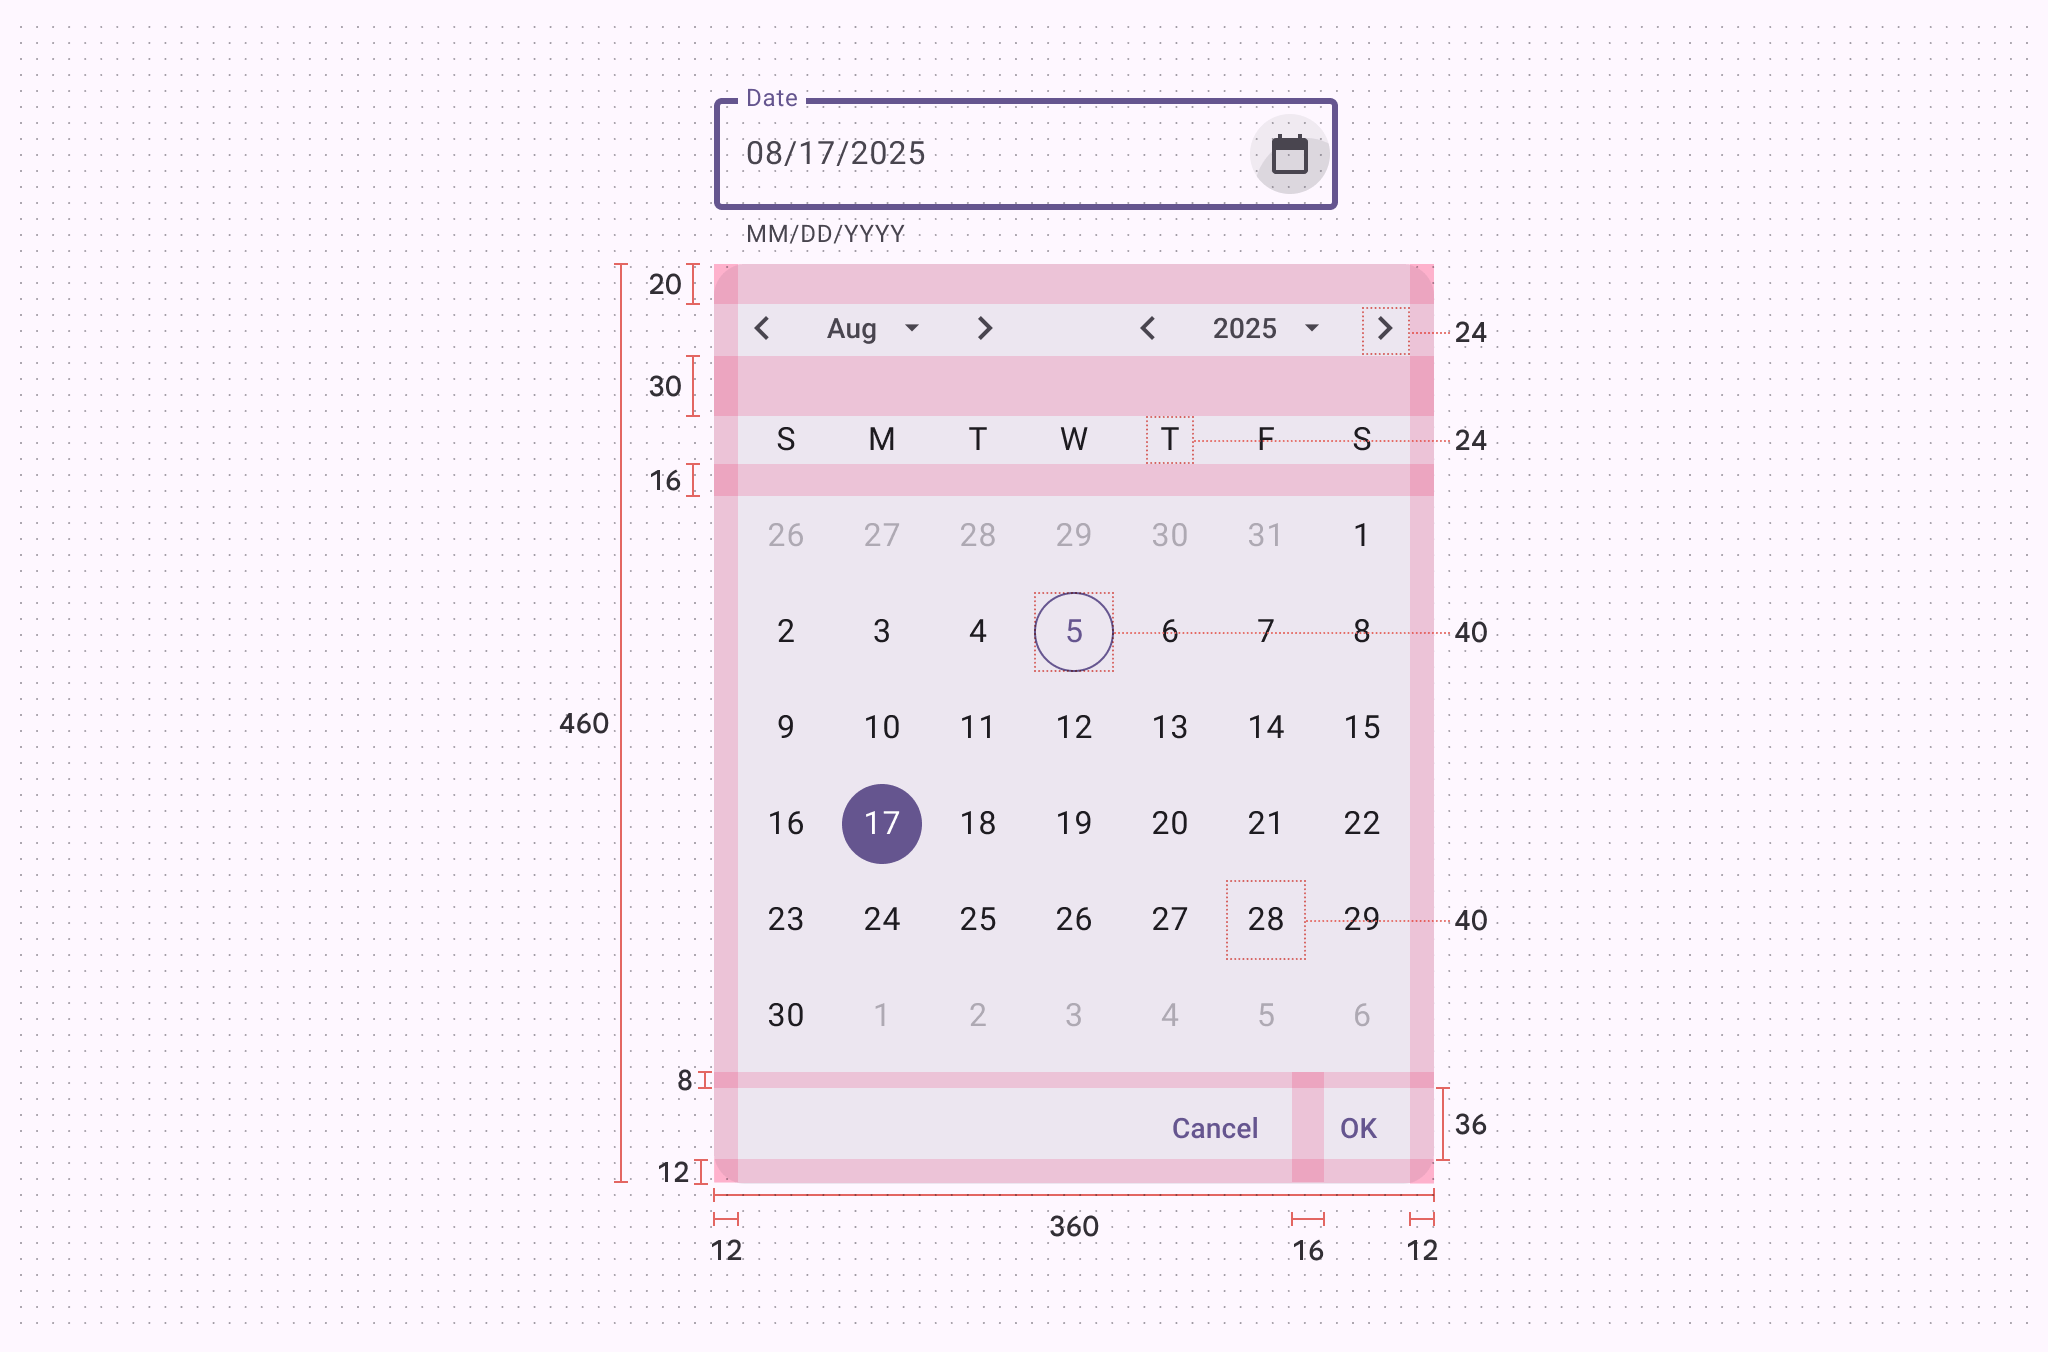 Date
08/17/2025
MM/DD/YYYY
20
Aug 2025 24
30
S M T W T F S 24
16
26 27 28 29 30 31 1
2 3 4 5 6 7 8 40
460
9 10 11 12 13 14 15
16 17 18 19 20 21 22
23 24 25 26 27 28 29 40
30 1 2 3 4 5 6
8
Cancel OK 36
12
360
12 16 12